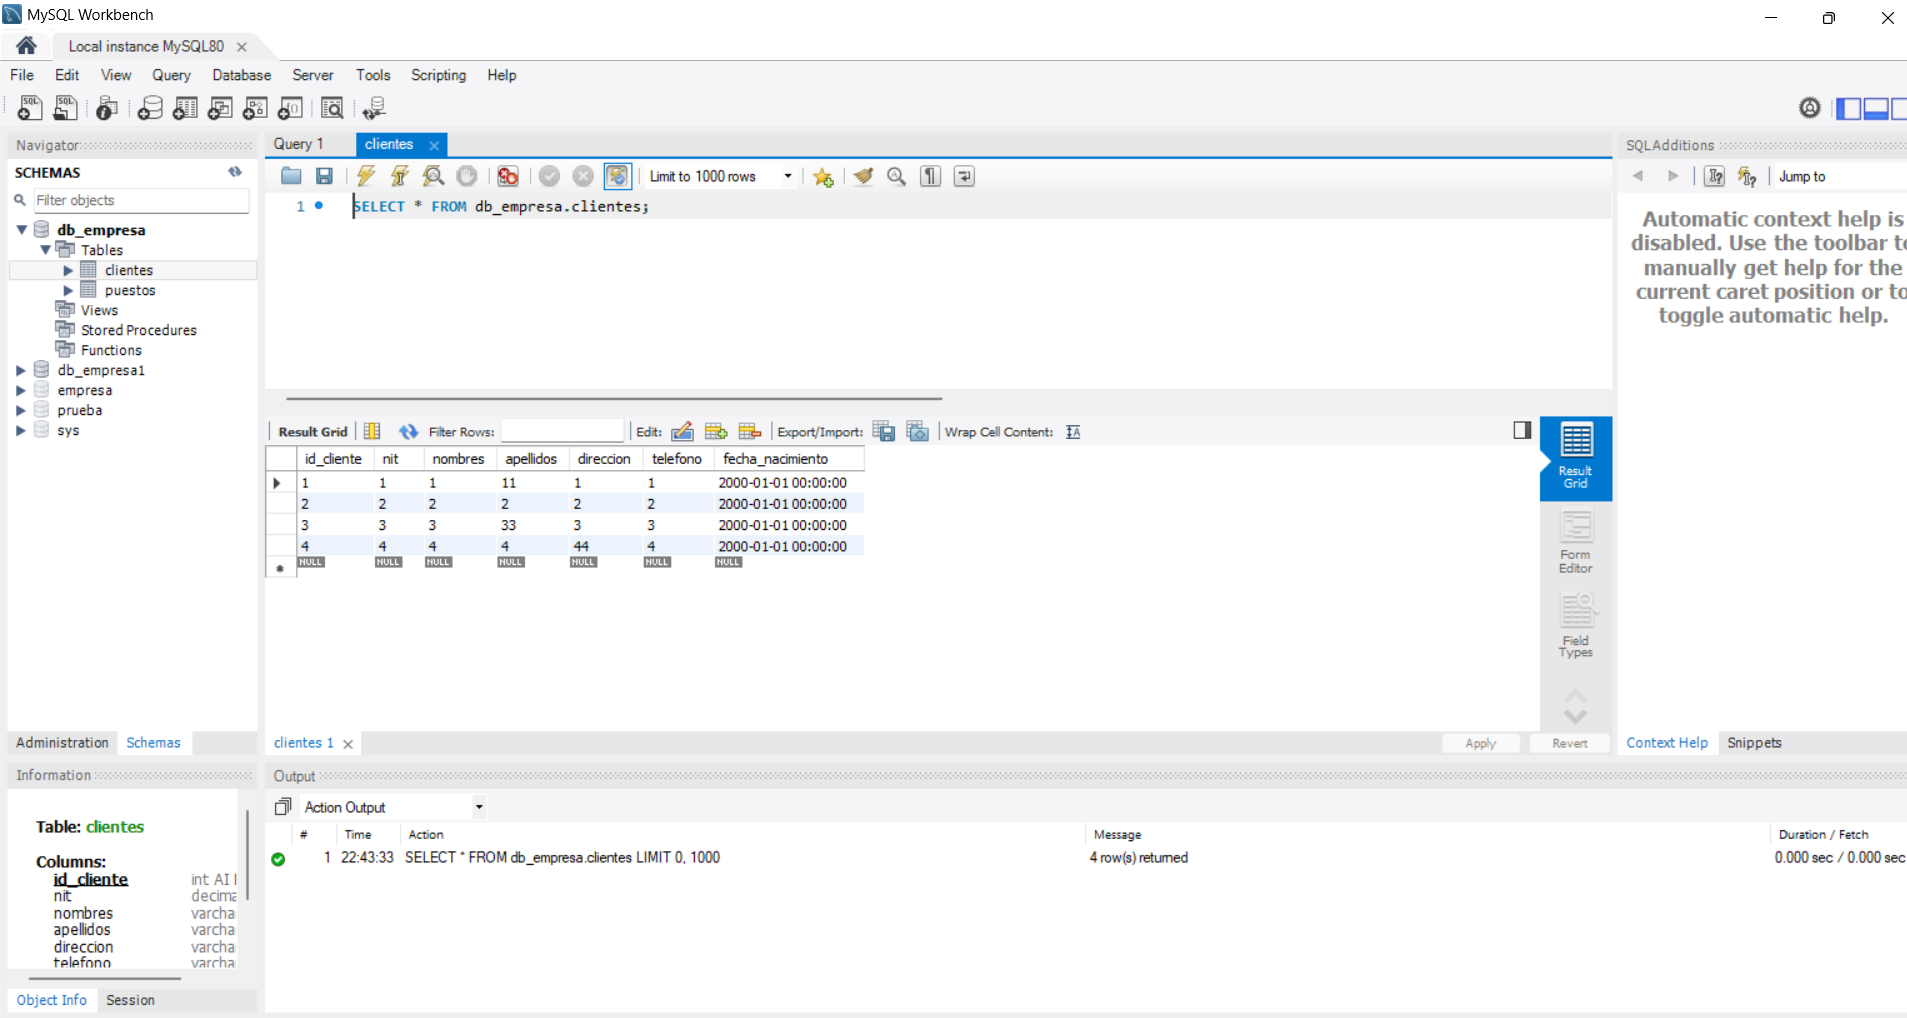 MySQL Workbench
Local instance MySQL80
File Edit View Query Database Server Tools Scripting Help
Navigator
SCHEMAS
Filter objects
db_empresa
Tables
clientes
puestos
Views
Stored Procedures
Functions
db_empresa1
empresa
prueba
sys
Administration Schemas
Information
Table: clientes
Columns:
id_cliente int AI
nit decima
nombres varcha
apellidos varcha
direccion varcha
telefono varcha
Object Info Session
Query 1 clientes
Limit to 1000 rows
1 SELECT * FROM db_empresa.clientes;
Result Grid Filter Rows: Edit: Export/Import: Wrap Cell Content:
id_cliente nit nombres apellidos direccion telefono fecha_nacimiento
1 1 1 11 1 1 2000-01-01 00:00:00
2 2 2 2 2 2 2000-01-01 00:00:00
3 3 3 33 3 3 2000-01-01 00:00:00
4 4 4 4 44 4 2000-01-01 00:00:00
NULL NULL NULL NULL NULL NULL NULL
Result Grid
Form Editor
Field Types
clientes 1
Apply Revert
Output
Action Output
# Time Action Message Duration / Fetch
1 22:43:33 SELECT * FROM db_empresa.clientes LIMIT 0, 1000 4 row(s) returned 0.000 sec / 0.000 sec
SQLAdditions
Jump to
Automatic context help is
disabled. Use the toolbar to
manually get help for the
current caret position or to
toggle automatic help.
Context Help Snippets